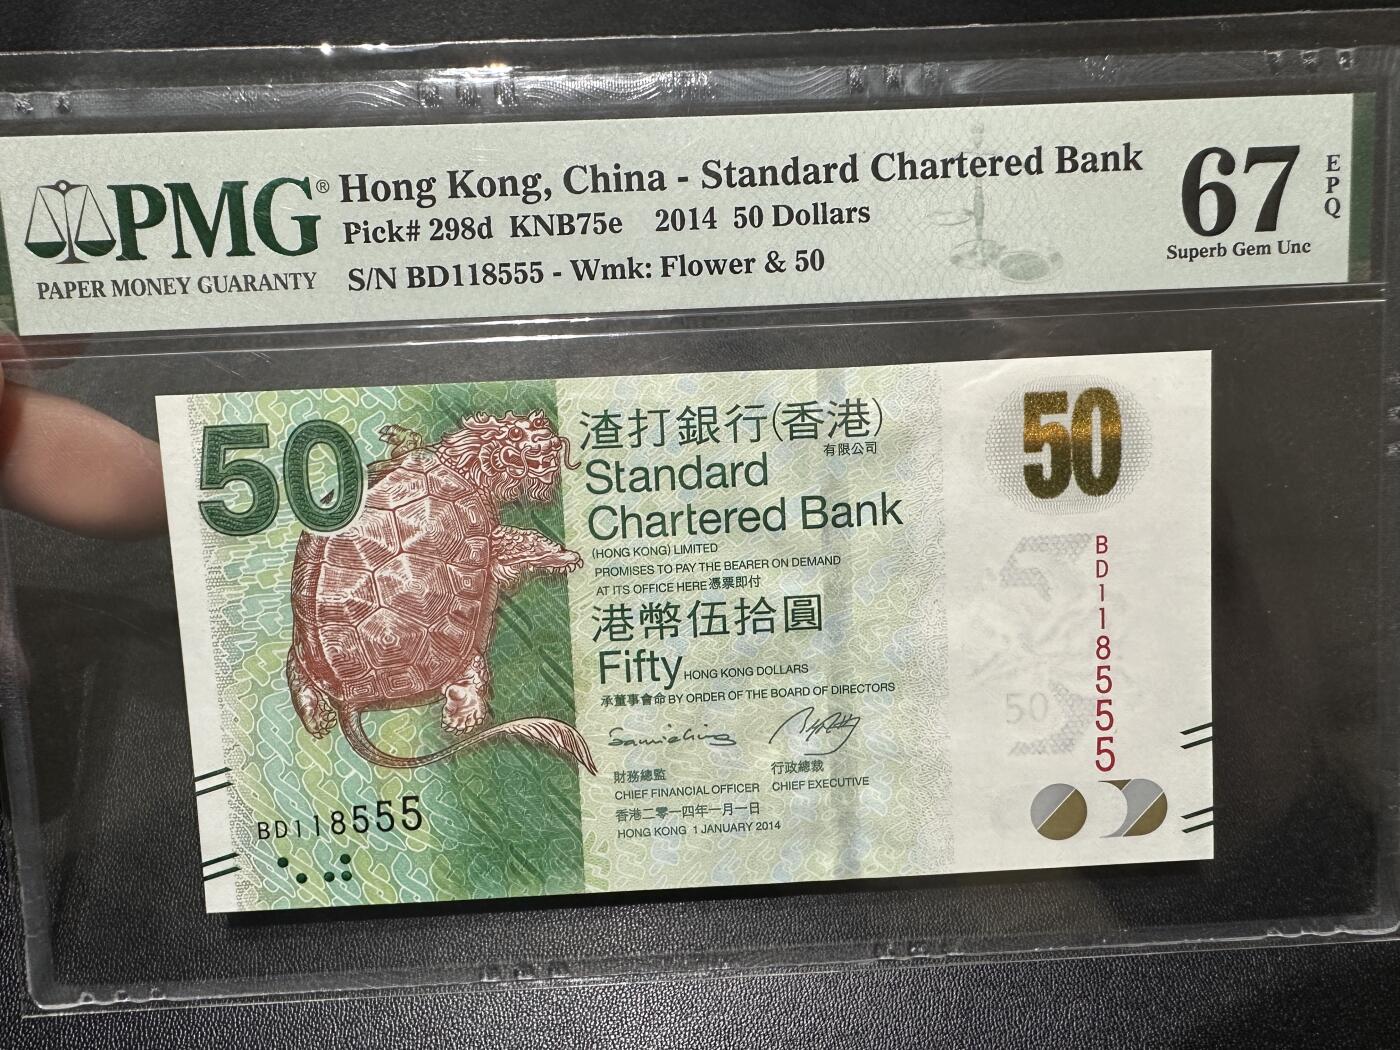 PMG®
PAPER MONEY GUARANTY
Hong Kong, China - Standard Chartered Bank
Pick# 298d KNB75e 2014 50 Dollars
S/N BD118555 - Wmk: Flower & 50
67
EPQ
Superb Gem Unc
50
渣打銀行(香港)
有限公司
Standard
Chartered Bank
(HONG KONG) LIMITED
PROMISES TO PAY THE BEARER ON DEMAND
AT ITS OFFICE HERE 憑票即付
港幣伍拾圓
Fifty HONG KONG DOLLARS
承董事會命 BY ORDER OF THE BOARD OF DIRECTORS
財務總監
CHIEF FINANCIAL OFFICER
行政總裁
CHIEF EXECUTIVE
香港二零一四年一月一日
HONG KONG 1 JANUARY 2014
BD118555
50
BD118555
50